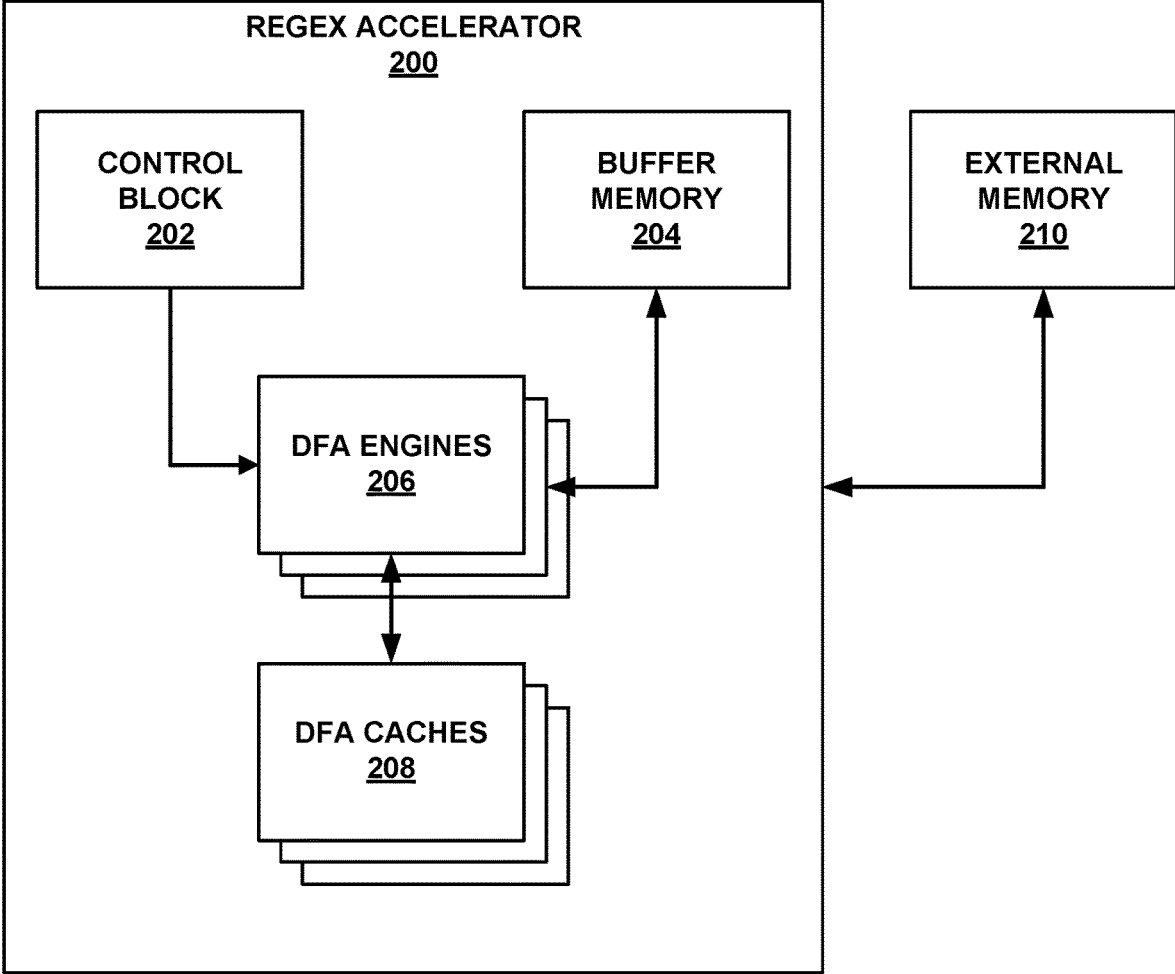 REGEX ACCELERATOR
200
CONTROL
BLOCK
202
BUFFER
MEMORY
204
EXTERNAL
MEMORY
210
DFA ENGINES
206
DFA CACHES
208